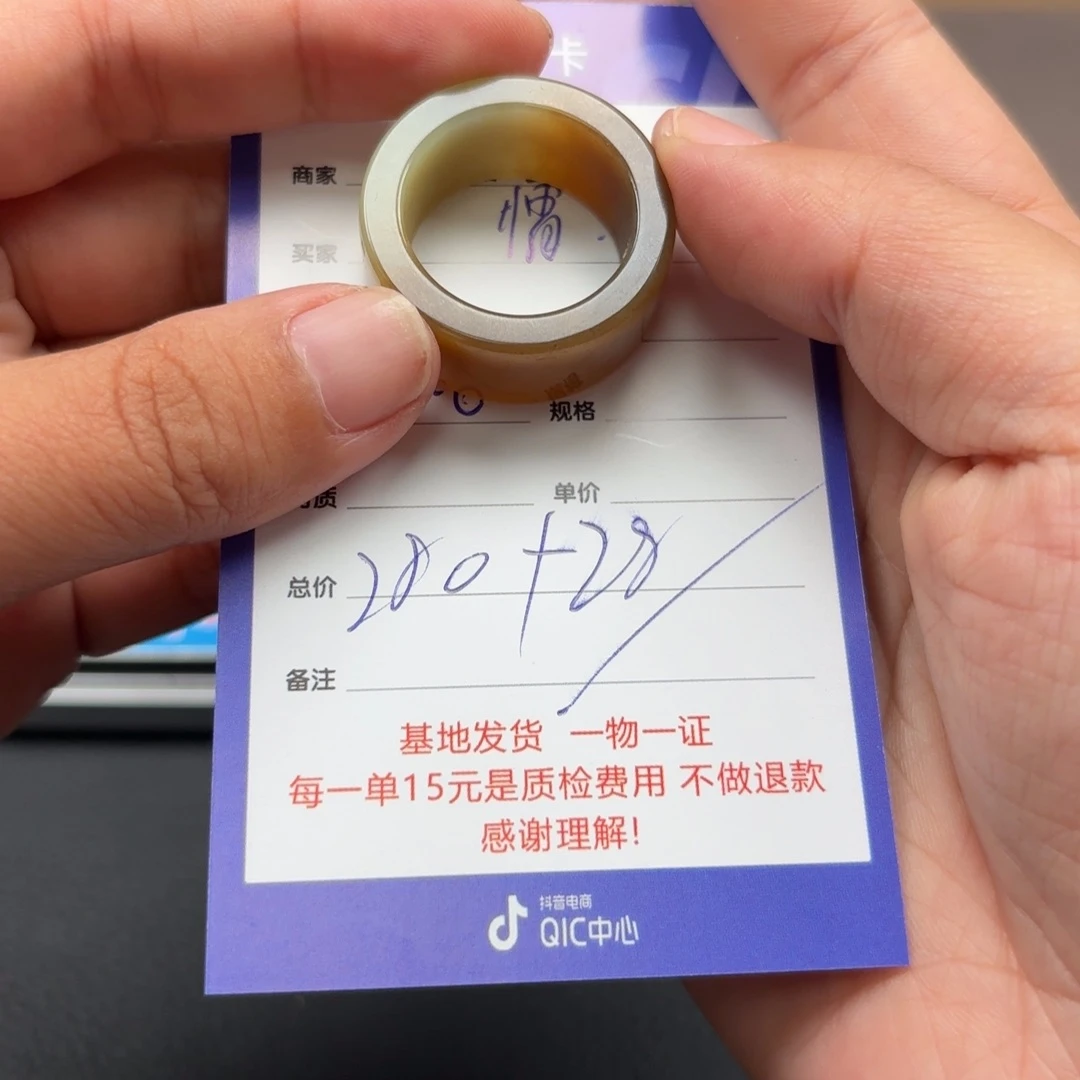 卡
商家
买家 情
规格
质 单价
总价 280+28
备注
基地发货 一物一证
每一单15元是质检费用 不做退款
感谢理解!
抖音电商
QIC中心